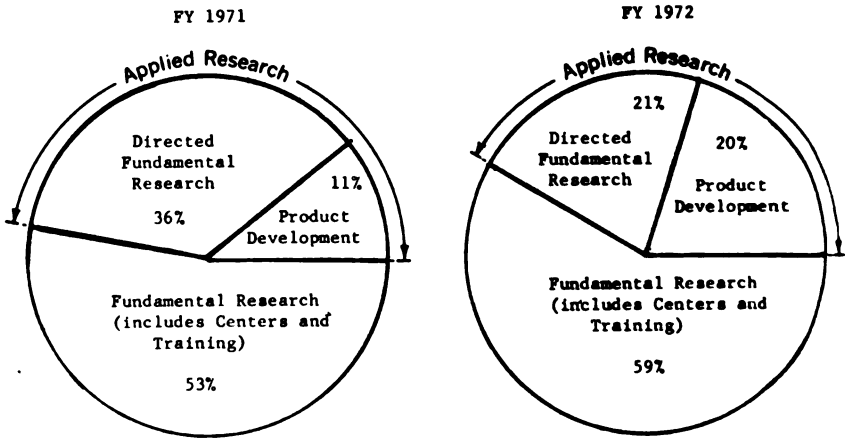 FY 1971
Applied Research
Directed
Fundamental
Research
36%
11%
Product
Development
Fundamental Research
(includes Centers and
Training)
53%
FY 1972
Applied Research
21%
Directed
Fundamental
Research
20%
Product
Development
Fundamental Research
(includes Centers and
Training)
59%